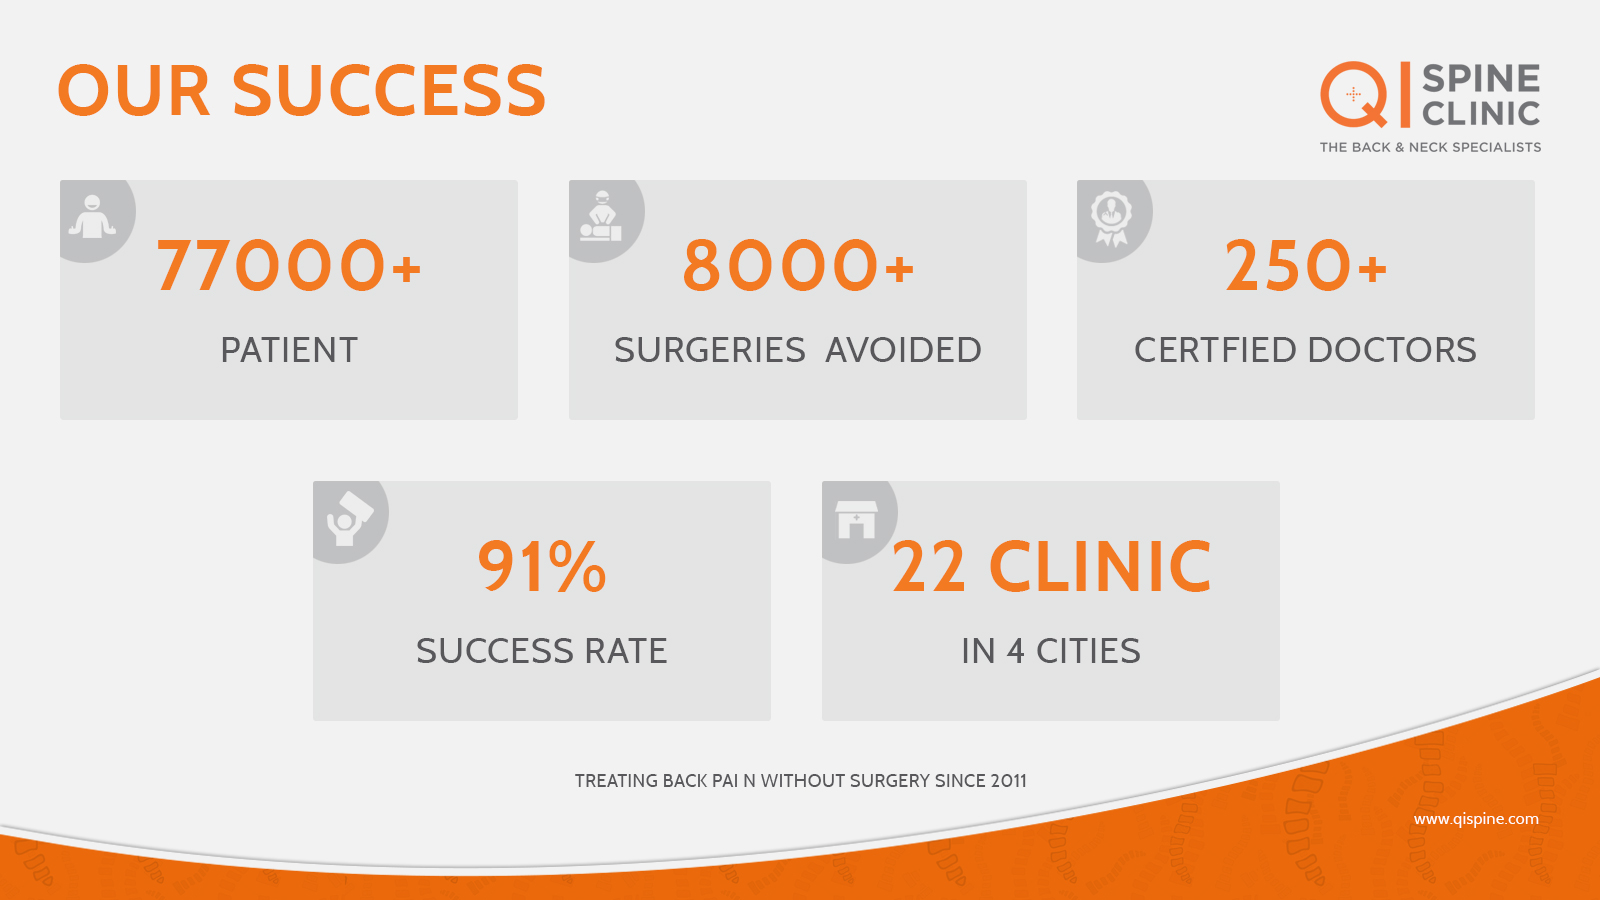 OUR SUCCESS
QI SPINE
CLINIC
THE BACK & NECK SPECIALISTS
77000+
PATIENT
8000+
SURGERIES  AVOIDED
250+
CERTFIED DOCTORS
91%
SUCCESS RATE
22 CLINIC
IN 4 CITIES
TREATING BACK PAI N WITHOUT SURGERY SINCE 2011
www.qispine.com